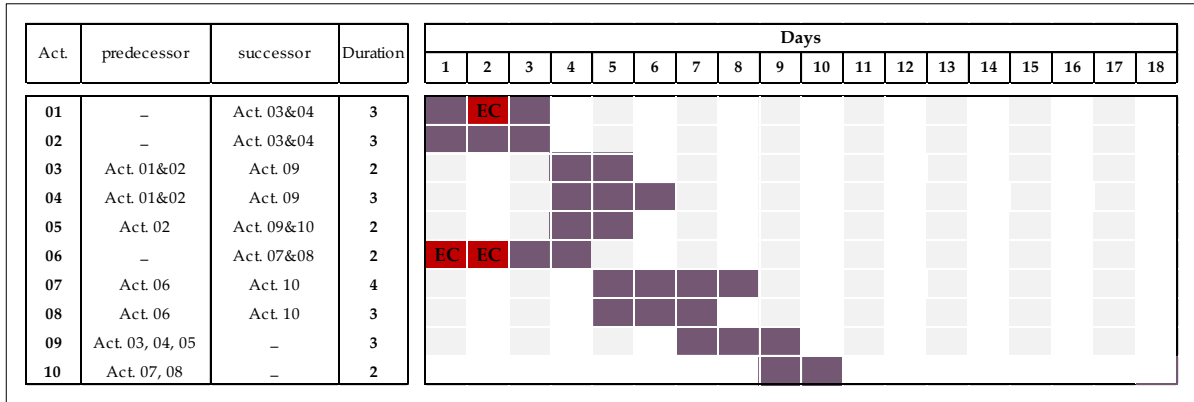 Act. predecessor successor Duration Days
1 2 3 4 5 6 7 8 9 10 11 12 13 14 15 16 17 18
01 – Act. 03&04 3 EC
02 – Act. 03&04 3
03 Act. 01&02 Act. 09 2
04 Act. 01&02 Act. 09 3
05 Act. 02 Act. 09&10 2
06 – Act. 07&08 2 EC EC
07 Act. 06 Act. 10 4
08 Act. 06 Act. 10 3
09 Act. 03, 04, 05 – 3
10 Act. 07, 08 – 2